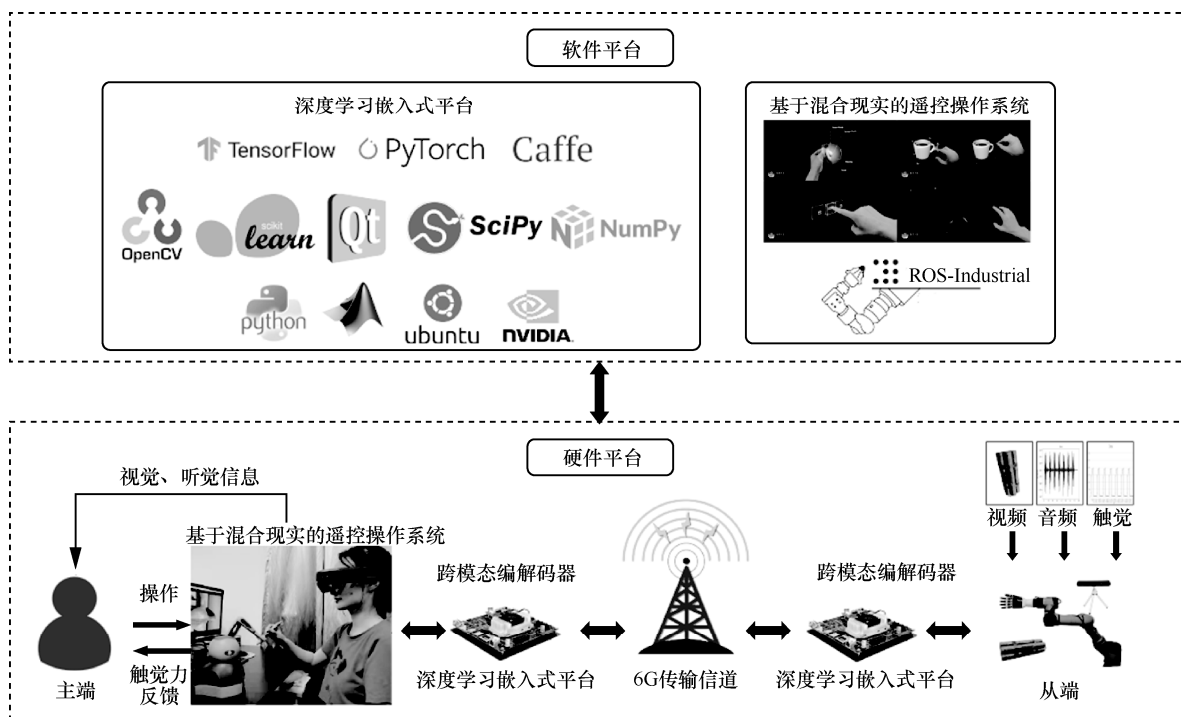 软件平台
深度学习嵌入式平台
TensorFlow
PyTorch
Caffe
OpenCV
scikit
learn
Qt
SciPy
NumPy
python
ubuntu
NVIDIA
基于混合现实的遥控操作系统
ROS-Industrial
硬件平台
视觉、听觉信息
基于混合现实的遥控操作系统
操作
触觉力
反馈
主端
跨模态编解码器
深度学习嵌入式平台
6G传输信道
跨模态编解码器
深度学习嵌入式平台
视频
音频
触觉
从端